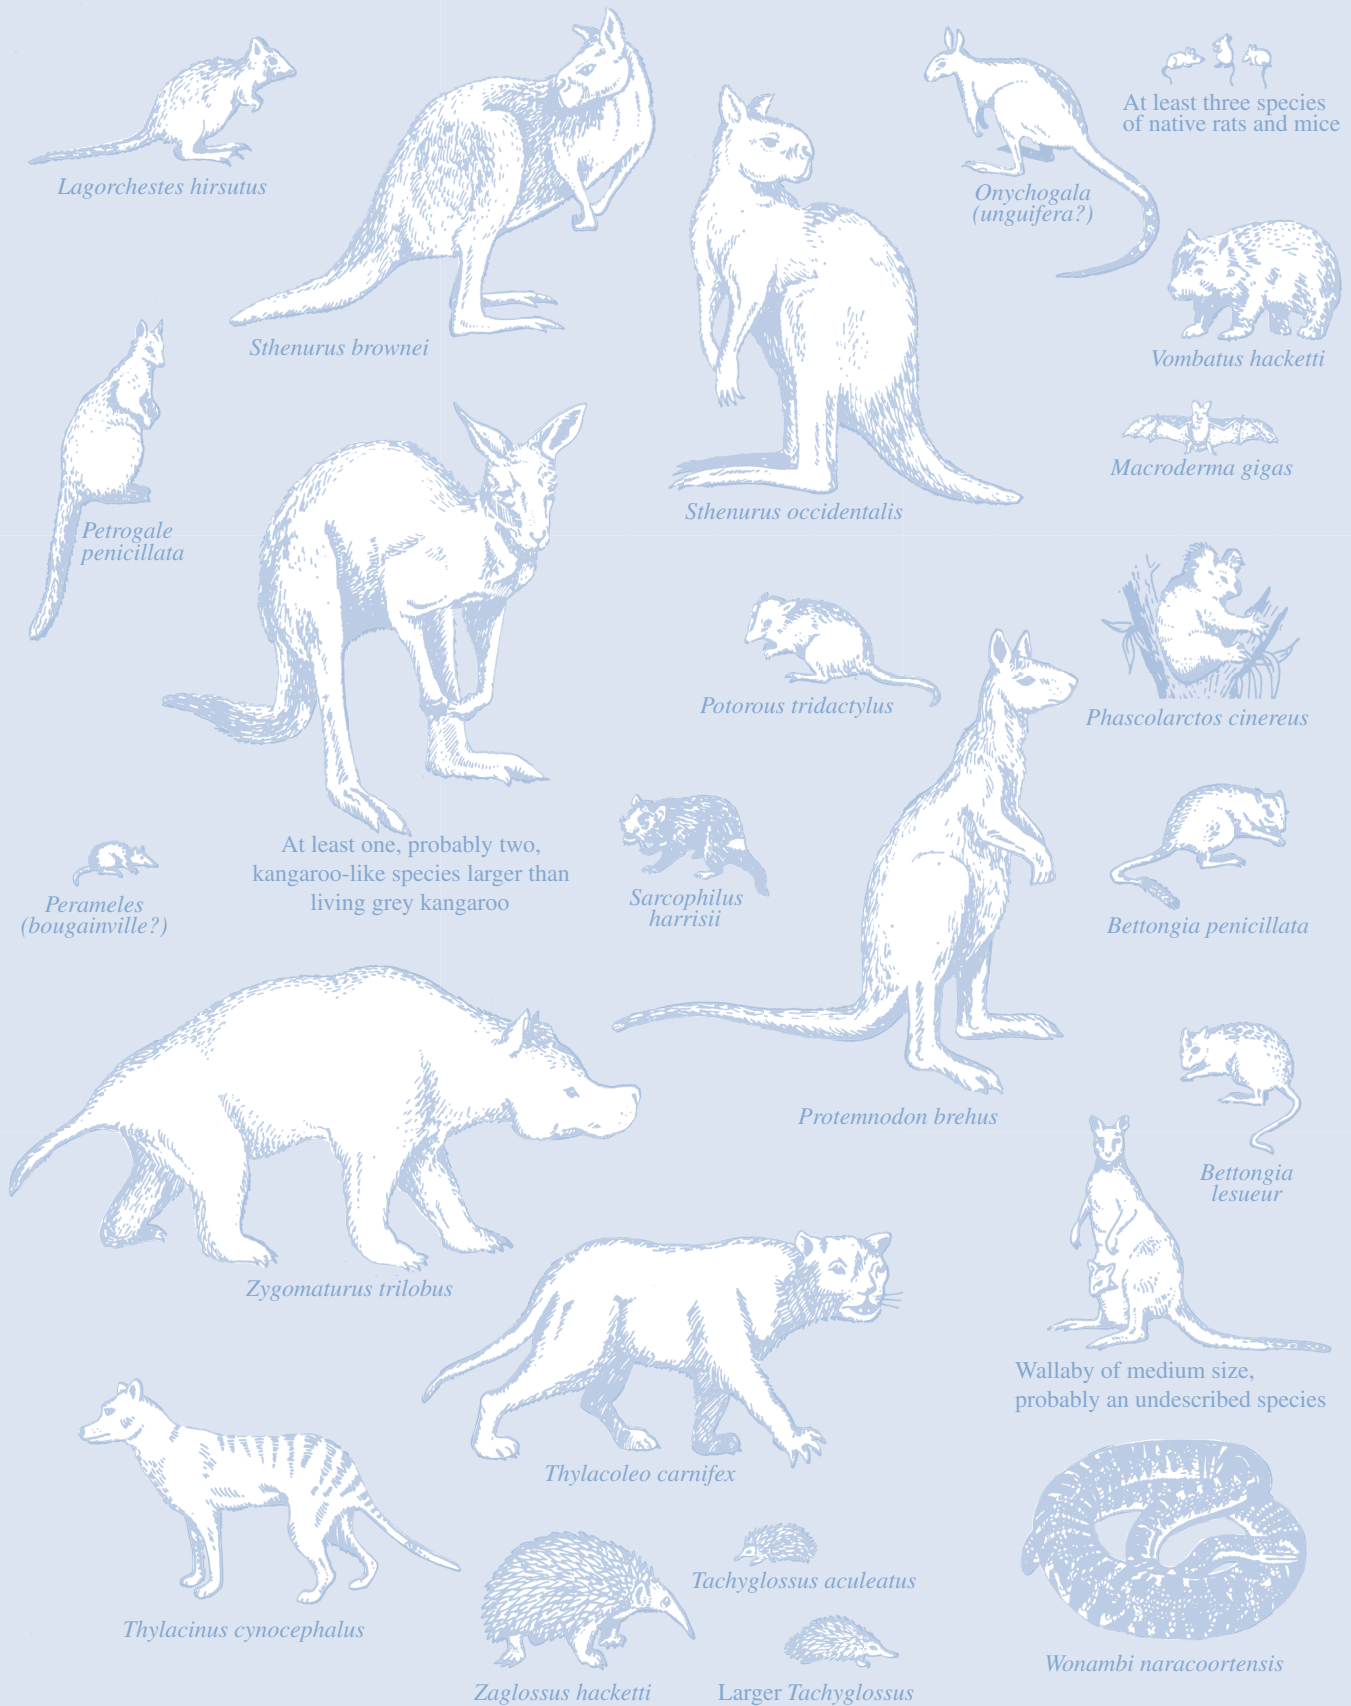 At least three species
of native rats and mice
Lagorchestes hirsutus
Onychogala
(unguifera?)
Sthenurus brownei
Vombatus hacketti
Macroderma gigas
Sthenurus occidentalis
Petrogale
penicillata
Potorous tridactylus
Phascolarctos cinereus
At least one, probably two,
kangaroo-like species larger than
living grey kangaroo
Perameles
(bougainville?)
Sarcophilus
harrisii
Bettongia penicillata
Protemnodon brehus
Bettongia
lesueur
Zygomaturus trilobus
Wallaby of medium size,
probably an undescribed species
Thylacoleo carnifex
Tachyglossus aculeatus
Thylacinus cynocephalus
Wonambi naracoortensis
Zaglossus hacketti
Larger Tachyglossus